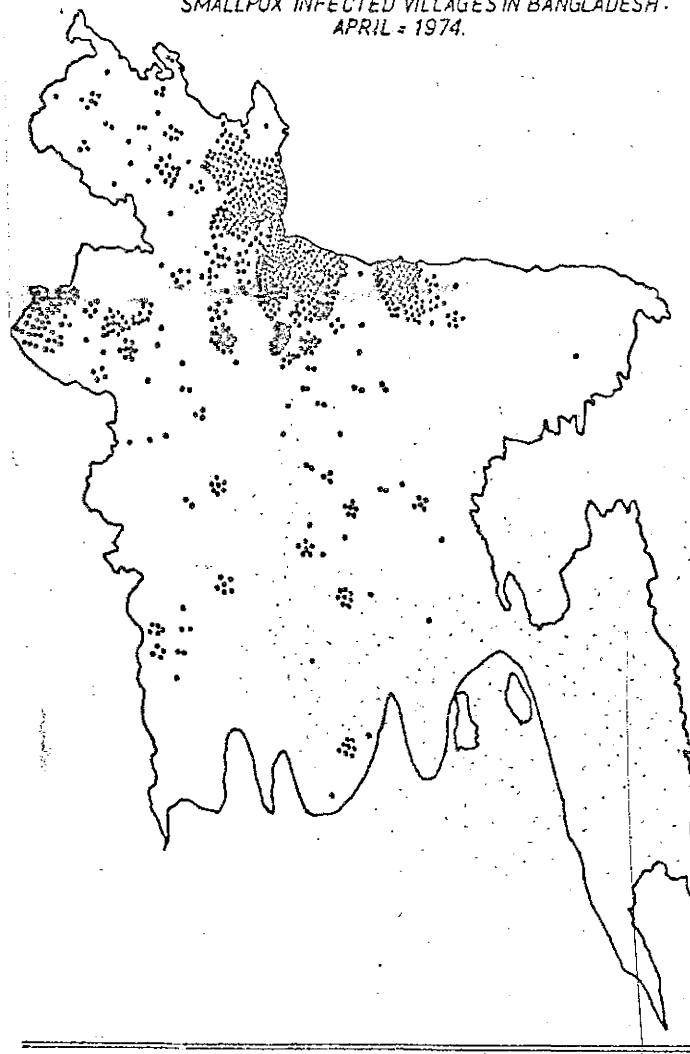 SMALLPOX INFECTED VILLAGES IN BANGLADESH.
APRIL = 1974.